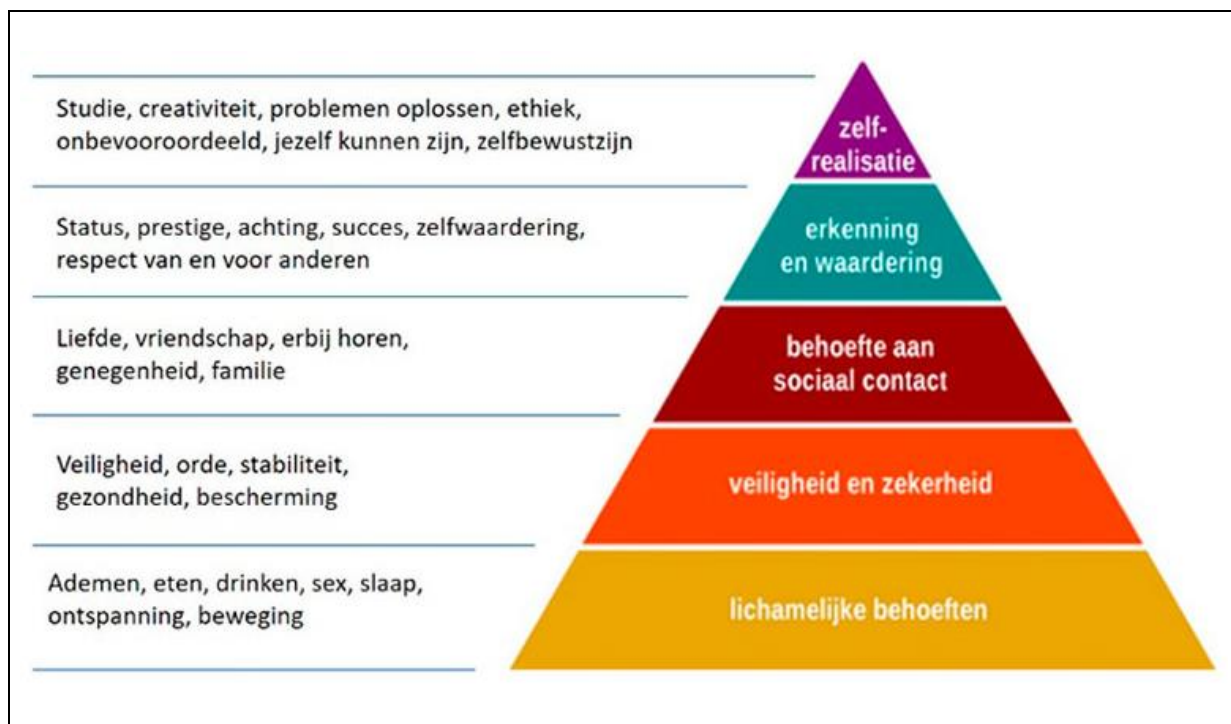 Studie, creativiteit, problemen oplossen, ethiek,
onbevooroordeeld, jezelf kunnen zijn, zelfbewustzijn
zelf-
realisatie
Status, prestige, achting, succes, zelfwaardering,
respect van en voor anderen
erkenning
en waardering
Liefde, vriendschap, erbij horen,
genegenheid, familie
behoefte aan
sociaal contact
Veiligheid, orde, stabiliteit,
gezondheid, bescherming
veiligheid en zekerheid
Ademen, eten, drinken, sex, slaap,
ontspanning, beweging
lichamelijke behoeften